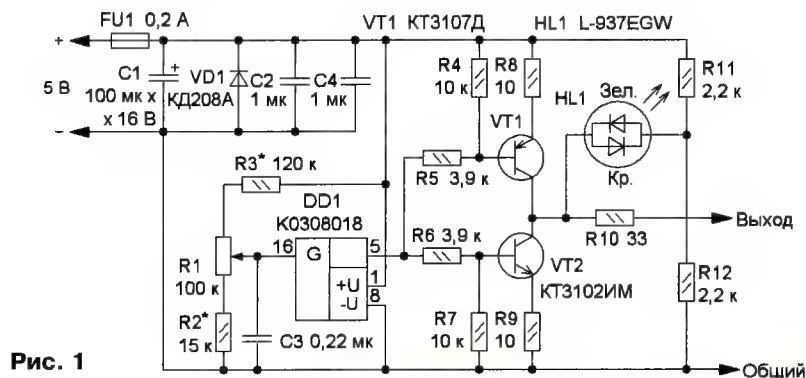 FU1 0,2 А
VT1 КТ3107Д
HL1 L-937EGW
+
5 В
−
C1
+
100 мк х
х 16 В
VD1
КД208А
C2
1 мк
C4
1 мк
R4
10 к
R8
10
HL1
Зел.
Кр.
R11
2,2 к
VT1
R3* 120 к
R5 3,9 к
DD1
К0308018
16
G
5
1
+U
-U
8
R6 3,9 к
R10 33
Выход
VT2
КТ3102ИМ
R1
100 к
R2*
15 к
C3 0,22 мк
R7
10 к
R9
10
R12
2,2 к
Рис. 1
Общий